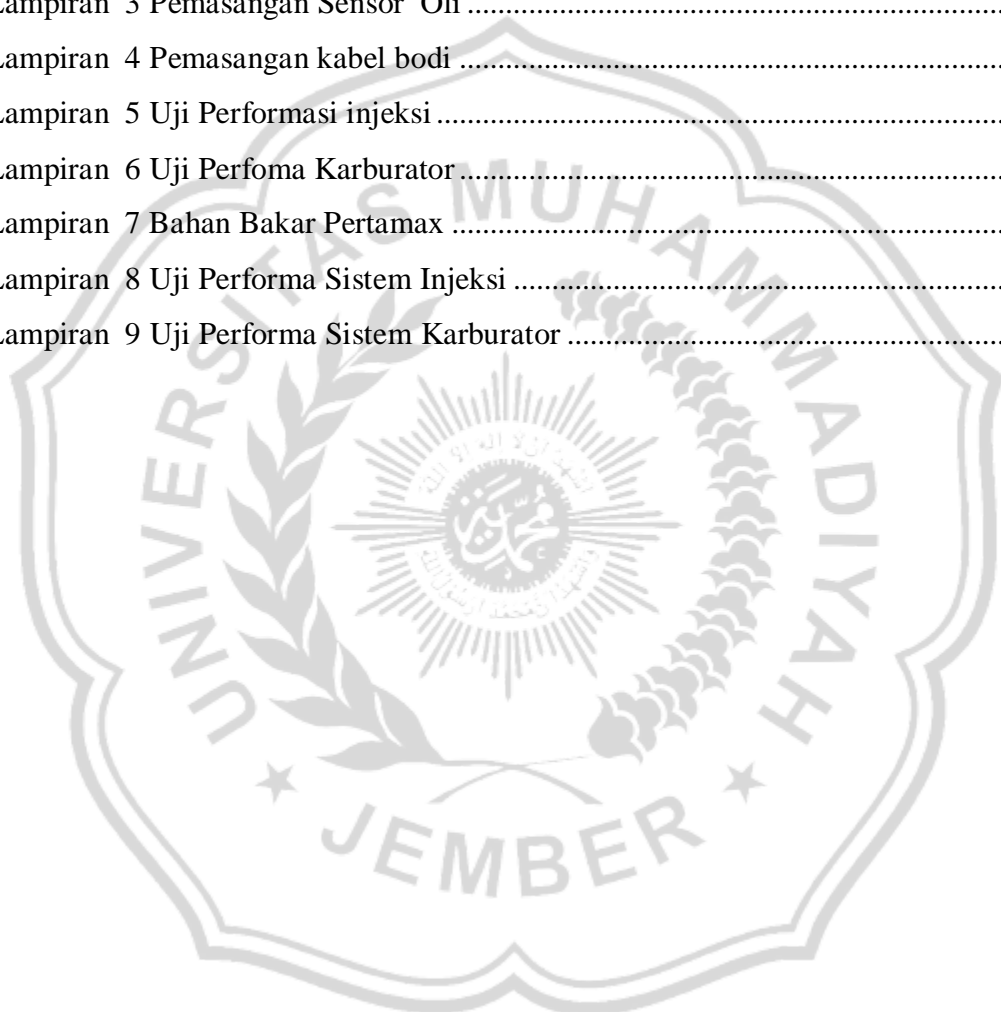 Lampiran 3 Pemasangan Sensor Oli ....................................................................
Lampiran 4 Pemasangan kabel bodi ....................................................................
Lampiran 5 Uji Performasi injeksi .......................................................................
Lampiran 6 Uji Perfoma Karburator ....................................................................
Lampiran 7 Bahan Bakar Pertamax .....................................................................
Lampiran 8 Uji Performa Sistem Injeksi .............................................................
Lampiran 9 Uji Performa Sistem Karburator ......................................................
UNIVERSITAS MUHAMMADIYAH
JEMBER